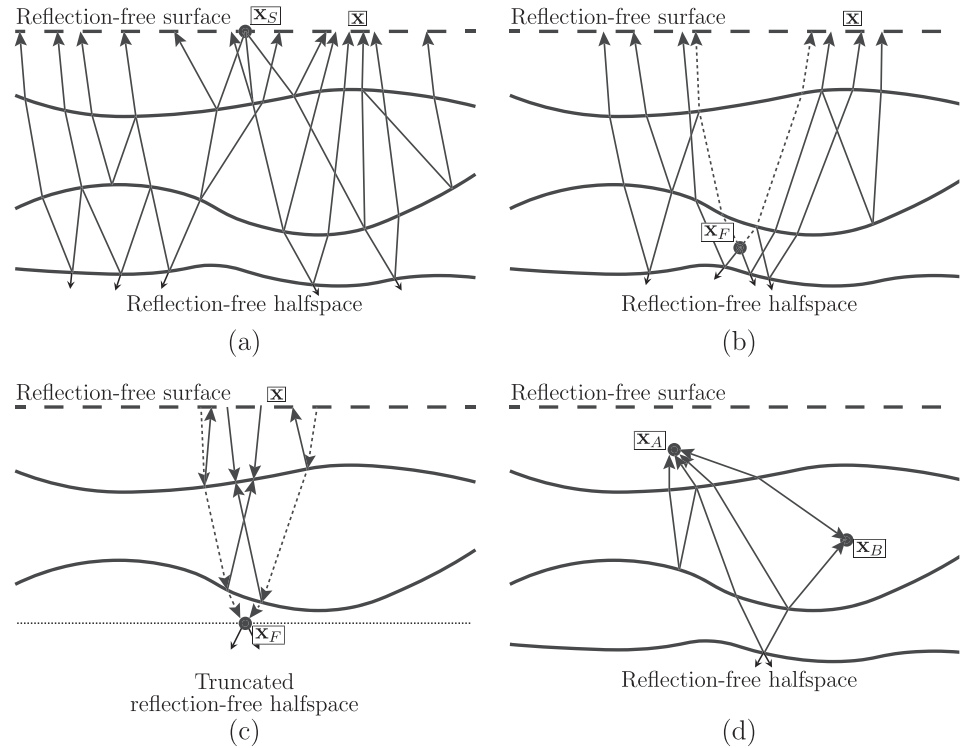 Reflection-free surface
x_S
x
Reflection-free halfspace
(a)
Reflection-free surface
x
x_F
Reflection-free halfspace
(b)
Reflection-free surface
x
x_F
Truncated
reflection-free halfspace
(c)
Reflection-free surface
x_A
x_B
Reflection-free halfspace
(d)